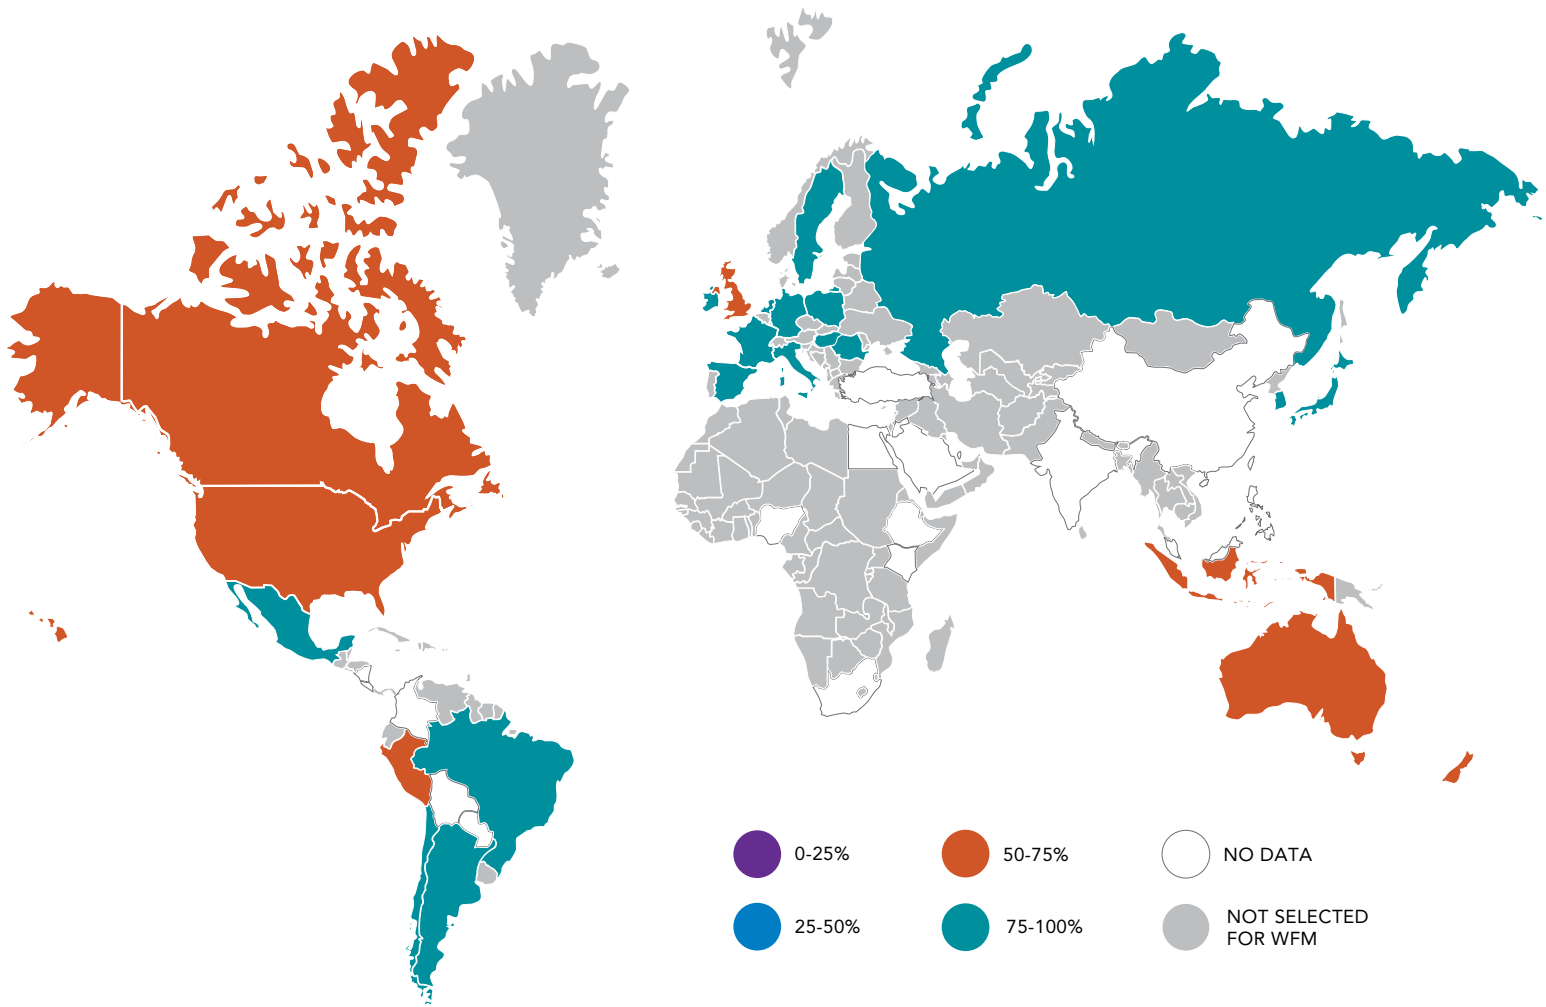 0-25%
50-75%
NO DATA
25-50%
75-100%
NOT SELECTED
FOR WFM